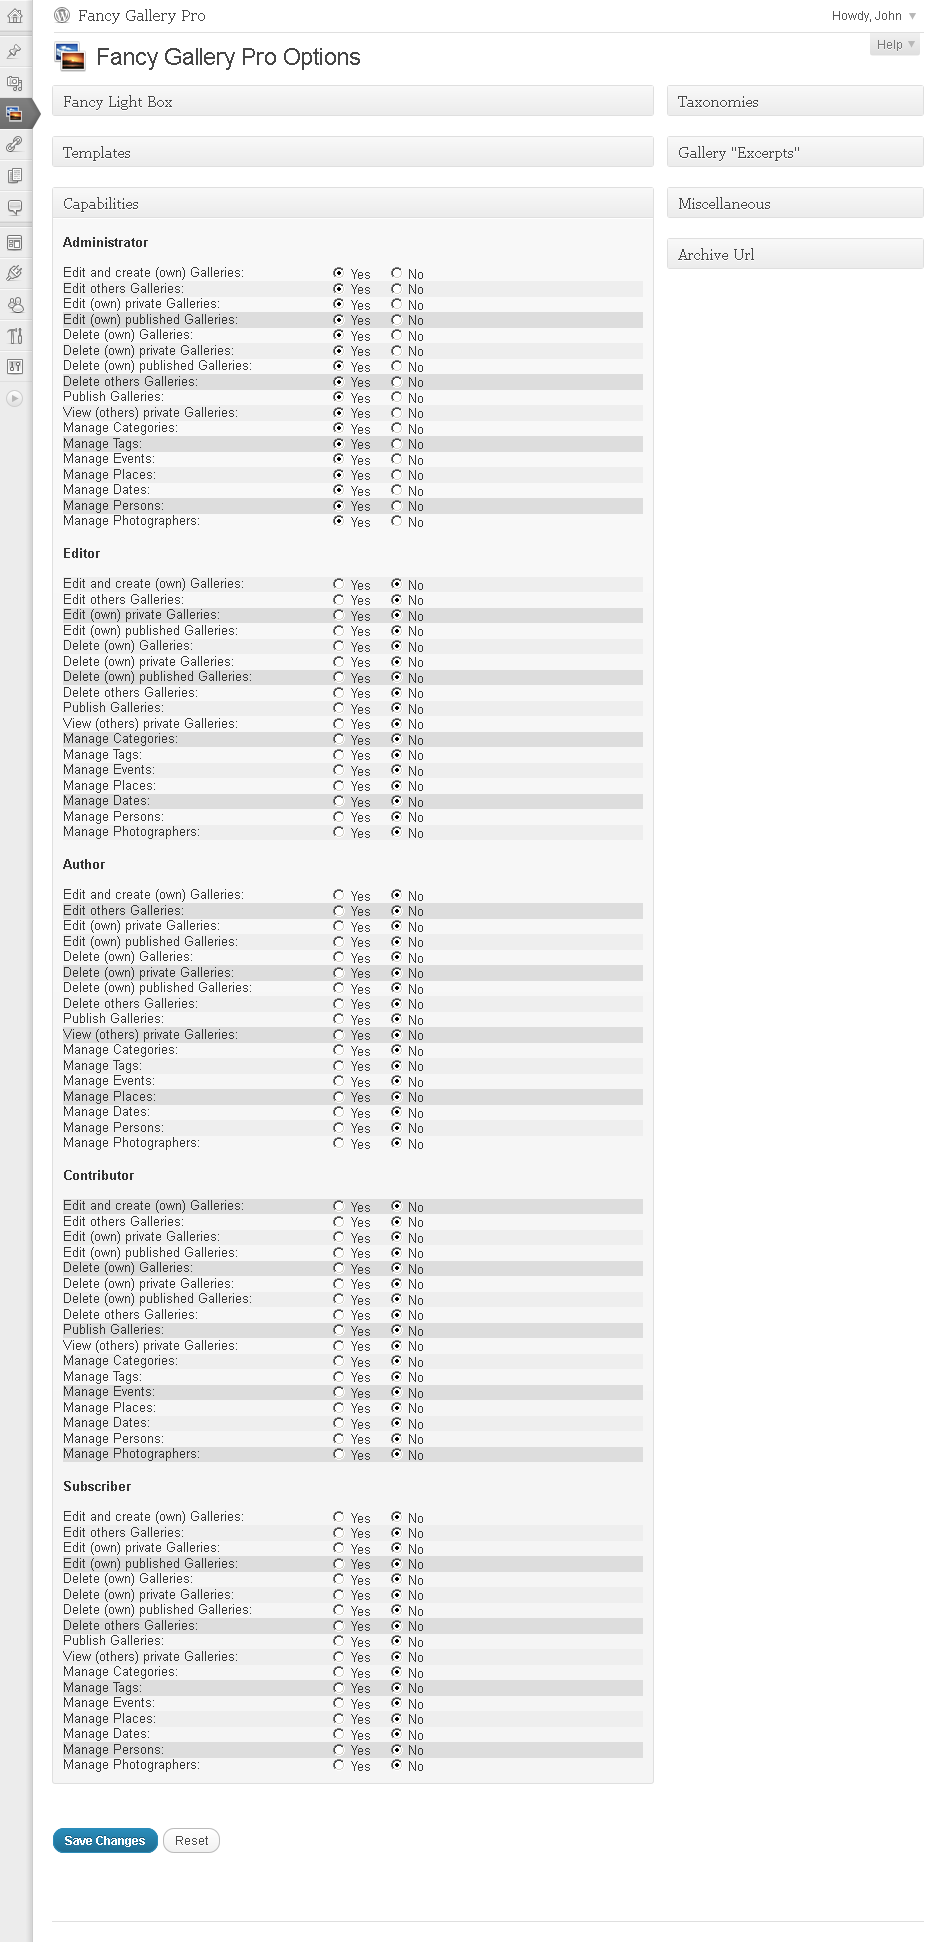 Fancy Gallery Pro
Howdy, John
Help
Fancy Gallery Pro Options
Fancy Light Box
Templates
Capabilities
Administrator
Edit and create (own) Galleries: Yes No
Edit others Galleries: Yes No
Edit (own) private Galleries: Yes No
Edit (own) published Galleries: Yes No
Delete (own) Galleries: Yes No
Delete (own) private Galleries: Yes No
Delete (own) published Galleries: Yes No
Delete others Galleries: Yes No
Publish Galleries: Yes No
View (others) private Galleries: Yes No
Manage Categories: Yes No
Manage Tags: Yes No
Manage Events: Yes No
Manage Places: Yes No
Manage Dates: Yes No
Manage Persons: Yes No
Manage Photographers: Yes No
Editor
Edit and create (own) Galleries: Yes No
Edit others Galleries: Yes No
Edit (own) private Galleries: Yes No
Edit (own) published Galleries: Yes No
Delete (own) Galleries: Yes No
Delete (own) private Galleries: Yes No
Delete (own) published Galleries: Yes No
Delete others Galleries: Yes No
Publish Galleries: Yes No
View (others) private Galleries: Yes No
Manage Categories: Yes No
Manage Tags: Yes No
Manage Events: Yes No
Manage Places: Yes No
Manage Dates: Yes No
Manage Persons: Yes No
Manage Photographers: Yes No
Author
Edit and create (own) Galleries: Yes No
Edit others Galleries: Yes No
Edit (own) private Galleries: Yes No
Edit (own) published Galleries: Yes No
Delete (own) Galleries: Yes No
Delete (own) private Galleries: Yes No
Delete (own) published Galleries: Yes No
Delete others Galleries: Yes No
Publish Galleries: Yes No
View (others) private Galleries: Yes No
Manage Categories: Yes No
Manage Tags: Yes No
Manage Events: Yes No
Manage Places: Yes No
Manage Dates: Yes No
Manage Persons: Yes No
Manage Photographers: Yes No
Contributor
Edit and create (own) Galleries: Yes No
Edit others Galleries: Yes No
Edit (own) private Galleries: Yes No
Edit (own) published Galleries: Yes No
Delete (own) Galleries: Yes No
Delete (own) private Galleries: Yes No
Delete (own) published Galleries: Yes No
Delete others Galleries: Yes No
Publish Galleries: Yes No
View (others) private Galleries: Yes No
Manage Categories: Yes No
Manage Tags: Yes No
Manage Events: Yes No
Manage Places: Yes No
Manage Dates: Yes No
Manage Persons: Yes No
Manage Photographers: Yes No
Subscriber
Edit and create (own) Galleries: Yes No
Edit others Galleries: Yes No
Edit (own) private Galleries: Yes No
Edit (own) published Galleries: Yes No
Delete (own) Galleries: Yes No
Delete (own) private Galleries: Yes No
Delete (own) published Galleries: Yes No
Delete others Galleries: Yes No
Publish Galleries: Yes No
View (others) private Galleries: Yes No
Manage Categories: Yes No
Manage Tags: Yes No
Manage Events: Yes No
Manage Places: Yes No
Manage Dates: Yes No
Manage Persons: Yes No
Manage Photographers: Yes No
Taxonomies
Gallery "Excerpts"
Miscellaneous
Archive Url
Save Changes Reset